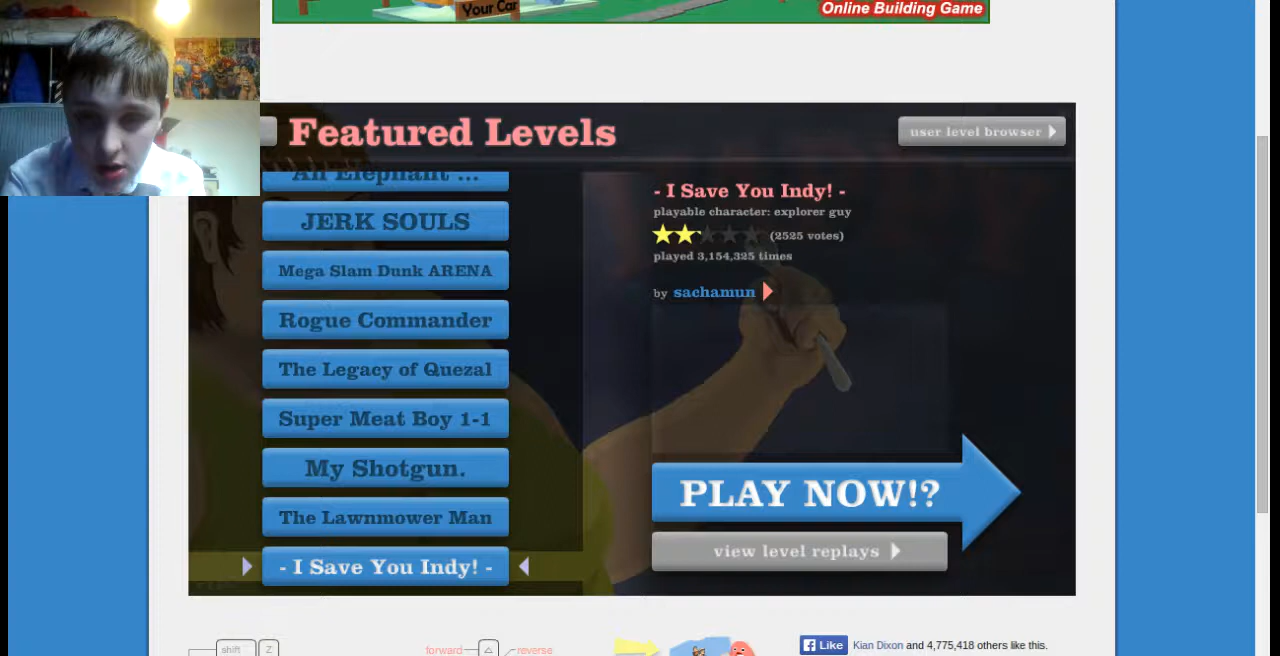 Your Car
Online Building Game
Featured Levels
user level browser
An Elephant ...
JERK SOULS
Mega Slam Dunk ARENA
Rogue Commander
The Legacy of Quezal
Super Meat Boy 1-1
My Shotgun.
The Lawnmower Man
- I Save You Indy! -
- I Save You Indy! -
playable character: explorer guy
(2525 votes)
played 3,154,325 times
by sachamun
PLAY NOW!?
view level replays
shift Z
forward reverse
Like Kian Dixon and 4,775,418 others like this.